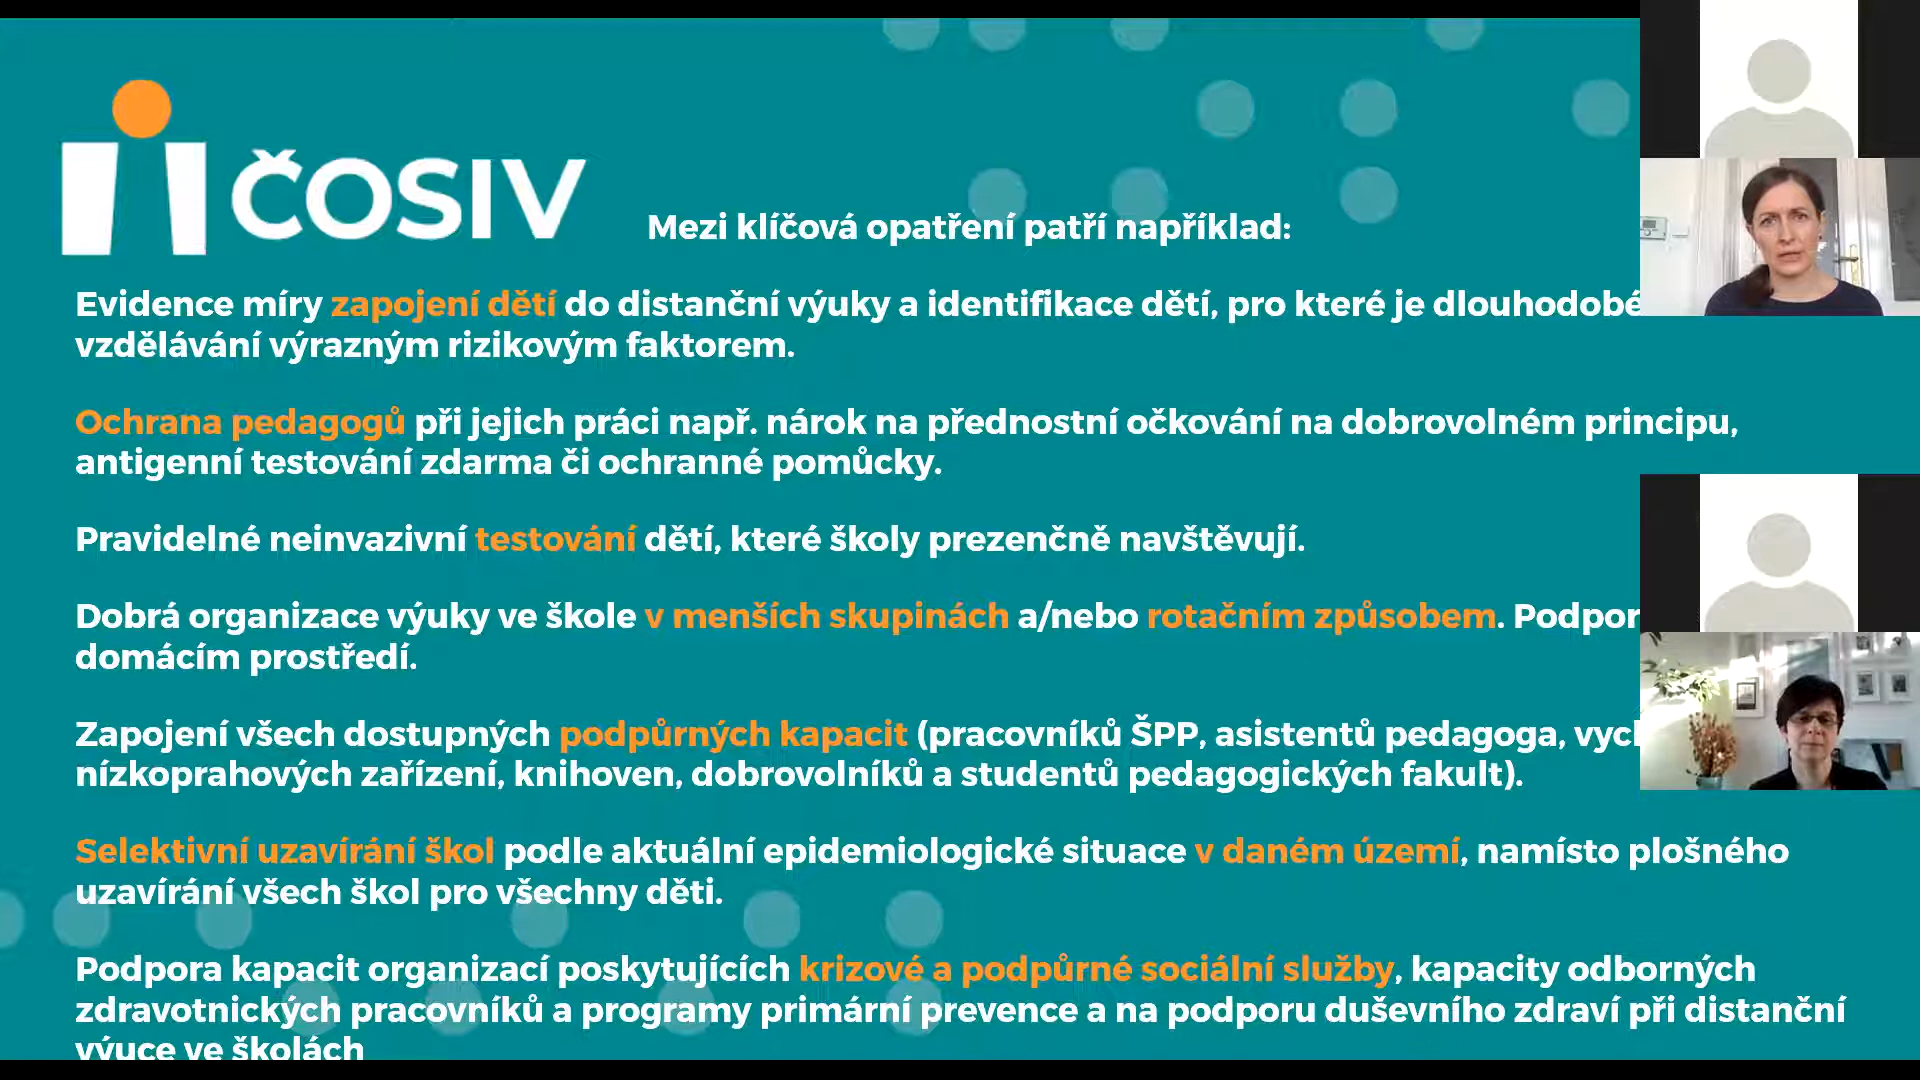 ČOSIV
Mezi klíčová opatření patří například:
Evidence míry zapojení dětí do distanční výuky a identifikace dětí, pro které je dlouhodobé
vzdělávání výrazným rizikovým faktorem.
Ochrana pedagogů při jejich práci např. nárok na přednostní očkování na dobrovolném principu,
antigenní testování zdarma či ochranné pomůcky.
Pravidelné neinvazivní testování dětí, které školy prezenčně navštěvují.
Dobrá organizace výuky ve škole v menších skupinách a/nebo rotačním způsobem. Podpor
domácím prostředí.
Zapojení všech dostupných podpůrných kapacit (pracovníků ŠPP, asistentů pedagoga,
nízkoprahových zařízení, knihoven, dobrovolníků a studentů pedagogických fakult).
Selektivní uzavírání škol podle aktuální epidemiologické situace v daném území, namísto plošného
uzavírání všech škol pro všechny děti.
Podpora kapacit organizací poskytujících krizové a podpůrné sociální služby, kapacity odborných
zdravotnických pracovníků a programy primární prevence a na podporu duševního zdraví při distanční
výuce ve školách